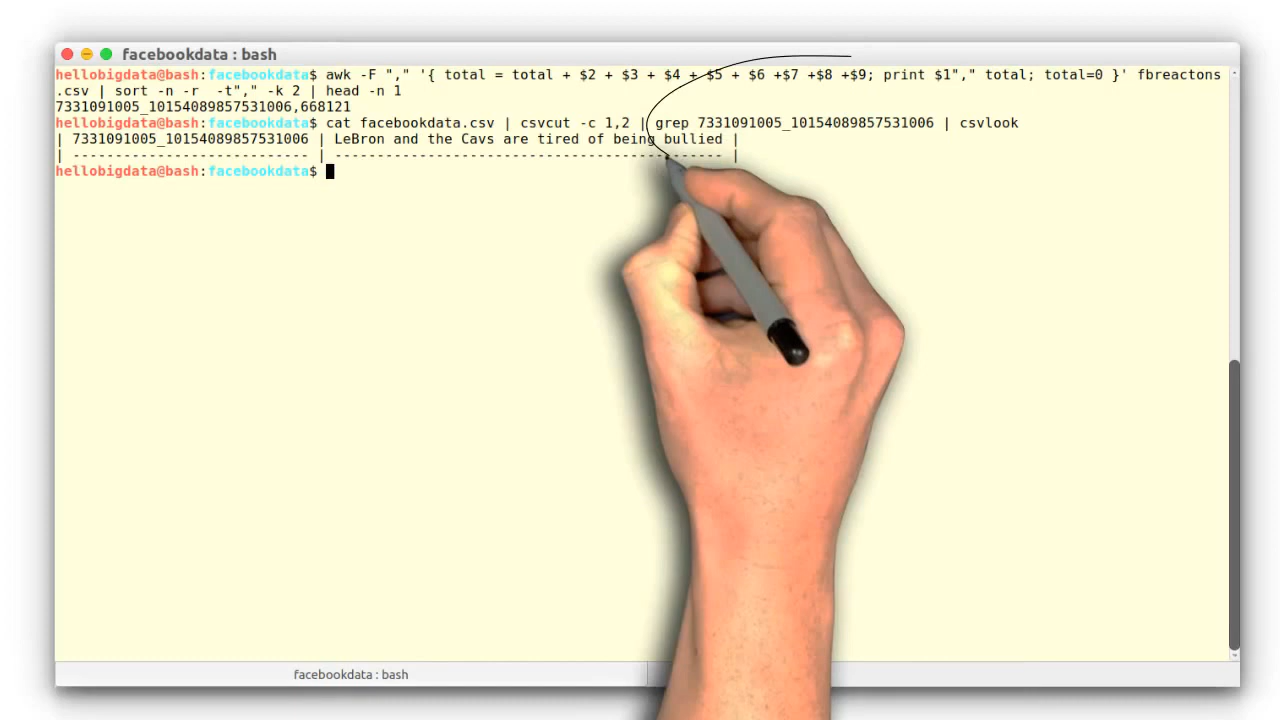 facebookdata : bash
hellobigdata@bash:facebookdata$ awk -F "," '{ total = total + $2 + $3 + $4 + $5 + $6 +$7 +$8 +$9; print $1"," total; total=0 }' fbreactons
.csv | sort -n -r  -t"," -k 2 | head -n 1
7331091005_10154089857531006,668121
hellobigdata@bash:facebookdata$ cat facebookdata.csv | csvcut -c 1,2 | grep 7331091005_10154089857531006 | csvlook
| 7331091005_10154089857531006 | LeBron and the Cavs are tired of being bullied |
| ---------------------------- | ---------------------------------------------- |
hellobigdata@bash:facebookdata$
facebookdata : bash